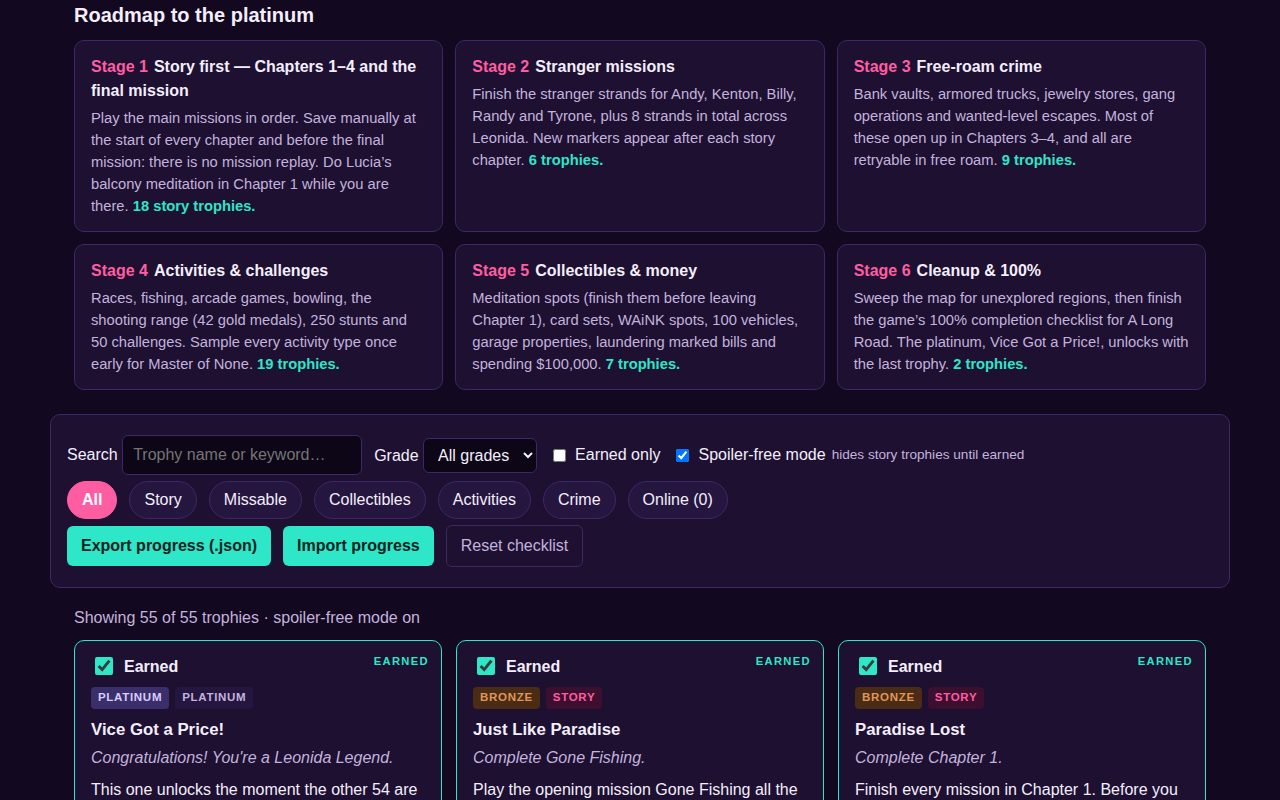 Roadmap to the platinum
Stage 1 Story first — Chapters 1–4 and the
final mission
Play the main missions in order. Save manually at
the start of every chapter and before the final
mission: there is no mission replay. Do Lucia's
balcony meditation in Chapter 1 while you are
there. 18 story trophies.
Stage 2 Stranger missions
Finish the stranger strands for Andy, Kenton, Billy,
Randy and Tyrone, plus 8 strands in total across
Leonida. New markers appear after each story
chapter. 6 trophies.
Stage 3 Free-roam crime
Bank vaults, armored trucks, jewelry stores, gang
operations and wanted-level escapes. Most of
these open up in Chapters 3–4, and all are
retryable in free roam. 9 trophies.
Stage 4 Activities & challenges
Races, fishing, arcade games, bowling, the
shooting range (42 gold medals), 250 stunts and
50 challenges. Sample every activity type once
early for Master of None. 19 trophies.
Stage 5 Collectibles & money
Meditation spots (finish them before leaving
Chapter 1), card sets, WAiNK spots, 100 vehicles,
garage properties, laundering marked bills and
spending $100,000. 7 trophies.
Stage 6 Cleanup & 100%
Sweep the map for unexplored regions, then finish
the game's 100% completion checklist for A Long
Road. The platinum, Vice Got a Price!, unlocks with
the last trophy. 2 trophies.
Search Trophy name or keyword… Grade All grades Earned only Spoiler-free mode hides story trophies until earned
All Story Missable Collectibles Activities Crime Online (0)
Export progress (.json) Import progress Reset checklist
Showing 55 of 55 trophies · spoiler-free mode on
Earned EARNED
PLATINUM PLATINUM
Vice Got a Price!
Congratulations! You're a Leonida Legend.
This one unlocks the moment the other 54 are
Earned EARNED
BRONZE STORY
Just Like Paradise
Complete Gone Fishing.
Play the opening mission Gone Fishing all the
Earned EARNED
BRONZE STORY
Paradise Lost
Complete Chapter 1.
Finish every mission in Chapter 1. Before you